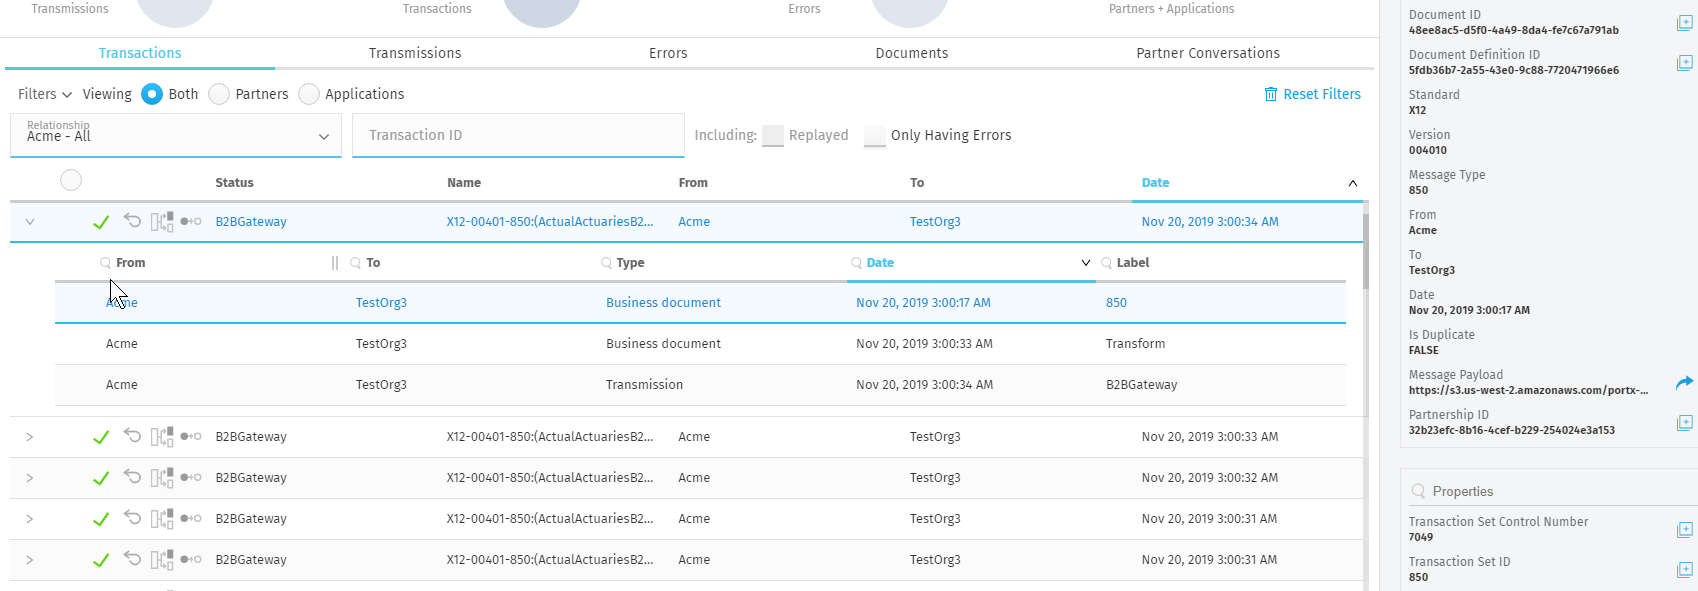 Transmissions Transactions Errors Partners + Applications
Transactions Transmissions Errors Documents Partner Conversations
Filters Viewing Both Partners Applications Reset Filters
Relationship
Acme - All Transaction ID Including: Replayed Only Having Errors
Status Name From To Date
B2BGateway X12-00401-850:(ActualActuariesB2... Acme TestOrg3 Nov 20, 2019 3:00:34 AM
From To Type Date Label
Acme TestOrg3 Business document Nov 20, 2019 3:00:17 AM 850
Acme TestOrg3 Business document Nov 20, 2019 3:00:33 AM Transform
Acme TestOrg3 Transmission Nov 20, 2019 3:00:34 AM B2BGateway
B2BGateway X12-00401-850:(ActualActuariesB2... Acme TestOrg3 Nov 20, 2019 3:00:33 AM
B2BGateway X12-00401-850:(ActualActuariesB2... Acme TestOrg3 Nov 20, 2019 3:00:32 AM
B2BGateway X12-00401-850:(ActualActuariesB2... Acme TestOrg3 Nov 20, 2019 3:00:31 AM
B2BGateway X12-00401-850:(ActualActuariesB2... Acme TestOrg3 Nov 20, 2019 3:00:31 AM
Document ID
48ee8ac5-d5f0-4a49-8da4-fe7c67a791ab
Document Definition ID
5fdb36b7-2a55-43e0-9c88-7720471966e6
Standard
X12
Version
004010
Message Type
850
From
Acme
To
TestOrg3
Date
Nov 20, 2019 3:00:17 AM
Is Duplicate
FALSE
Message Payload
https://s3.us-west-2.amazonaws.com/portx-...
Partnership ID
32b23efc-8b16-4cef-b229-254024e3a153
Properties
Transaction Set Control Number
7049
Transaction Set ID
850